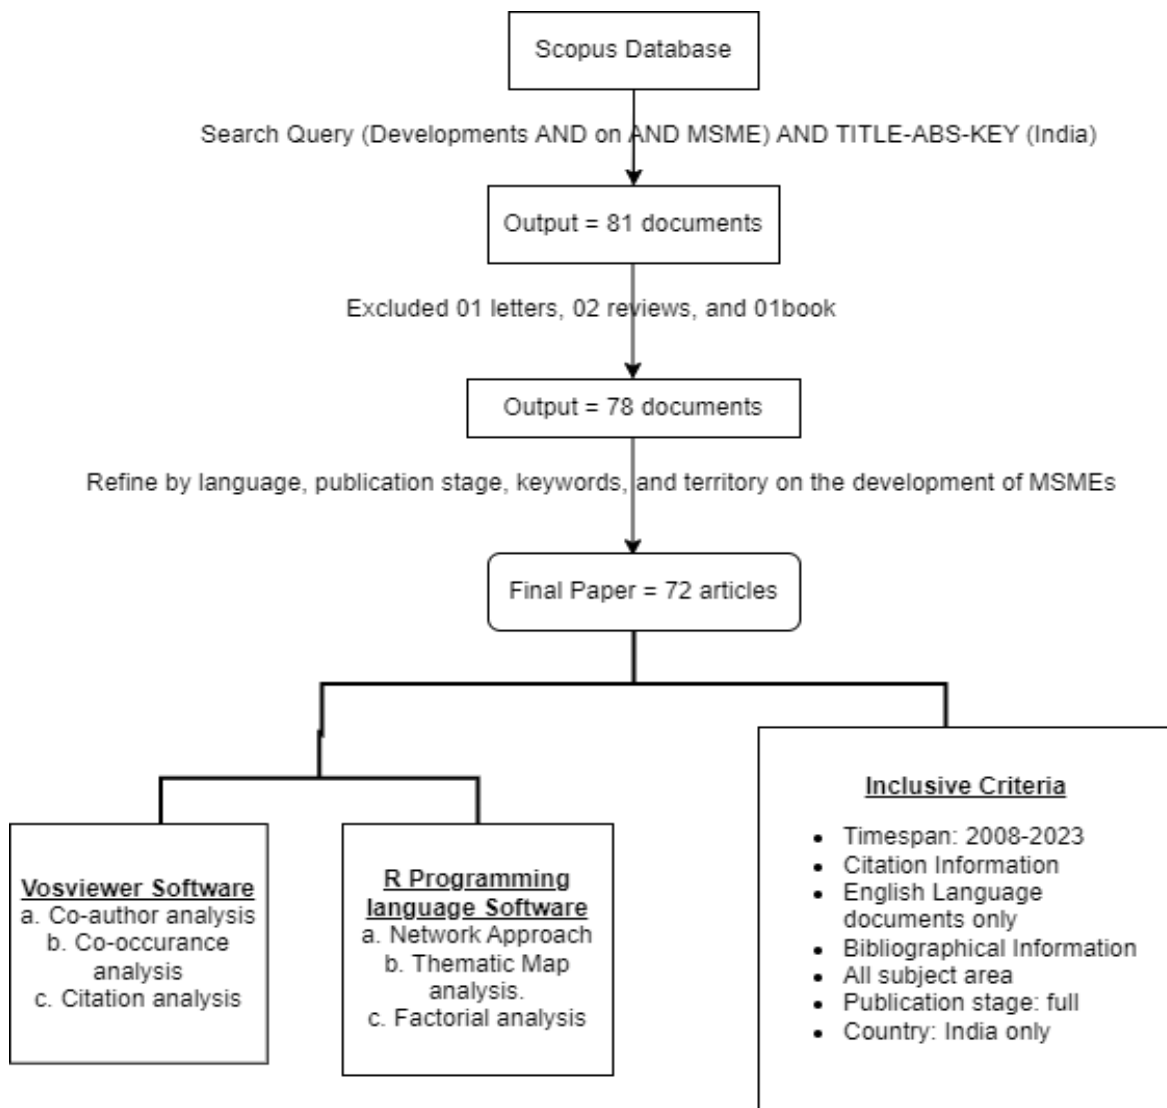 Scopus Database
Search Query (Developments AND on AND MSME) AND TITLE-ABS-KEY (India)
Output = 81 documents
Excluded 01 letters, 02 reviews, and 01book
Output = 78 documents
Refine by language, publication stage, keywords, and territory on the development of MSMEs
Final Paper = 72 articles
Vosviewer Software
a. Co-author analysis
b. Co-occurance
analysis
c. Citation analysis
R Programming
language Software
a. Network Approach
b. Thematic Map
analysis.
c. Factorial analysis
Inclusive Criteria
• Timespan: 2008-2023
• Citation Information
• English Language
documents only
• Bibliographical Information
• All subject area
• Publication stage: full
• Country: India only